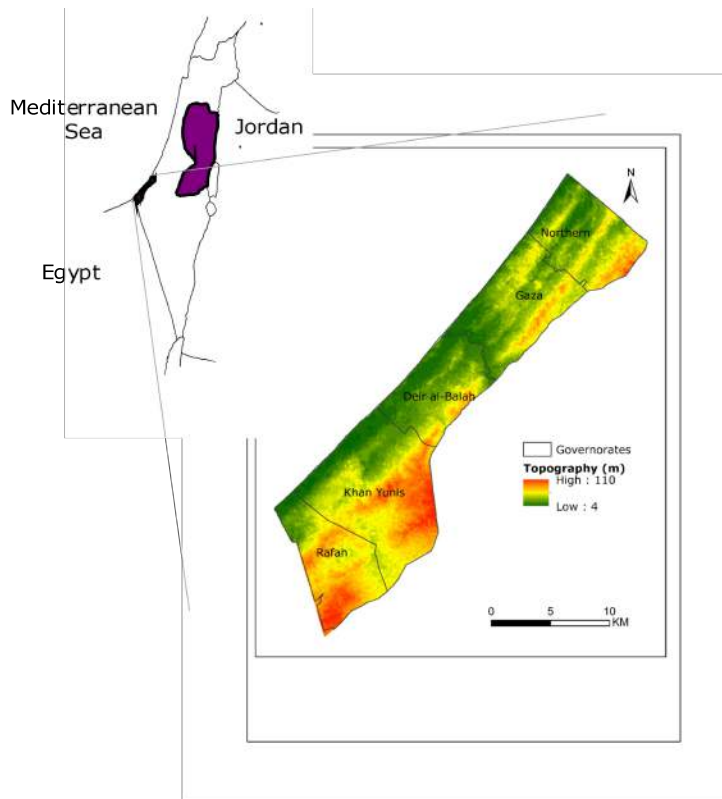 Mediterranean
Sea
Jordan
Egypt
N
Northern
Gaza
Deir-al-Balah
Khan Yunis
Rafah
Governorates
Topography (m)
High : 110
Low : 4
0 5 10
KM